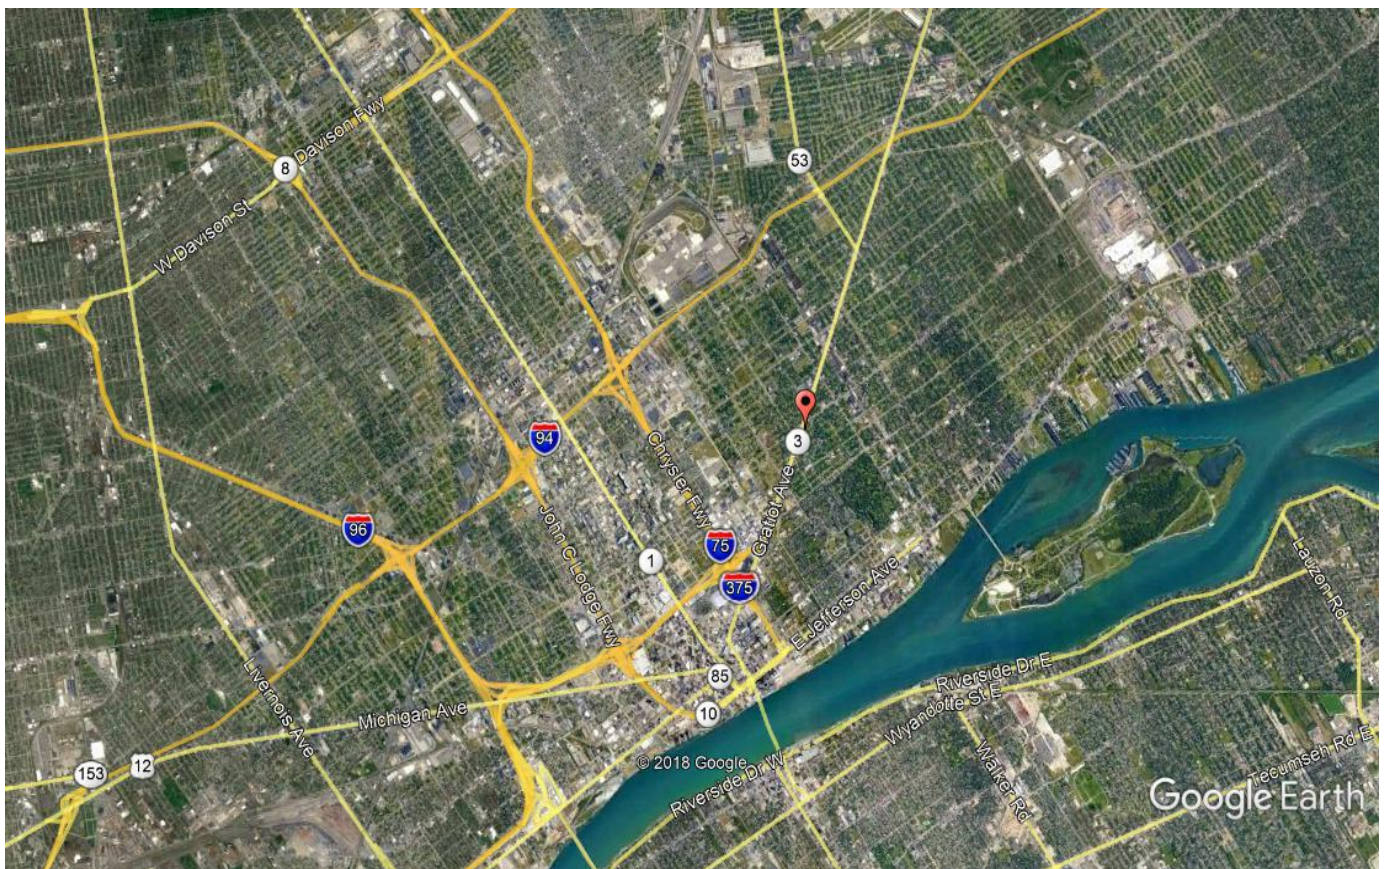 53
8
Davison Fwy
W Davison St
94
3
Chrysler Fwy
Gratiot Ave
96
John C Lodge Fwy
75
1
375
E Jefferson Ave
Lauzon Rd
Livernois Ave
85
Riverside Dr E
Wyandotte St E
Michigan Ave
10
12
153
© 2018 Google
Riverside Dr W
Walker Rd
Tecumseh Rd E
Google Earth